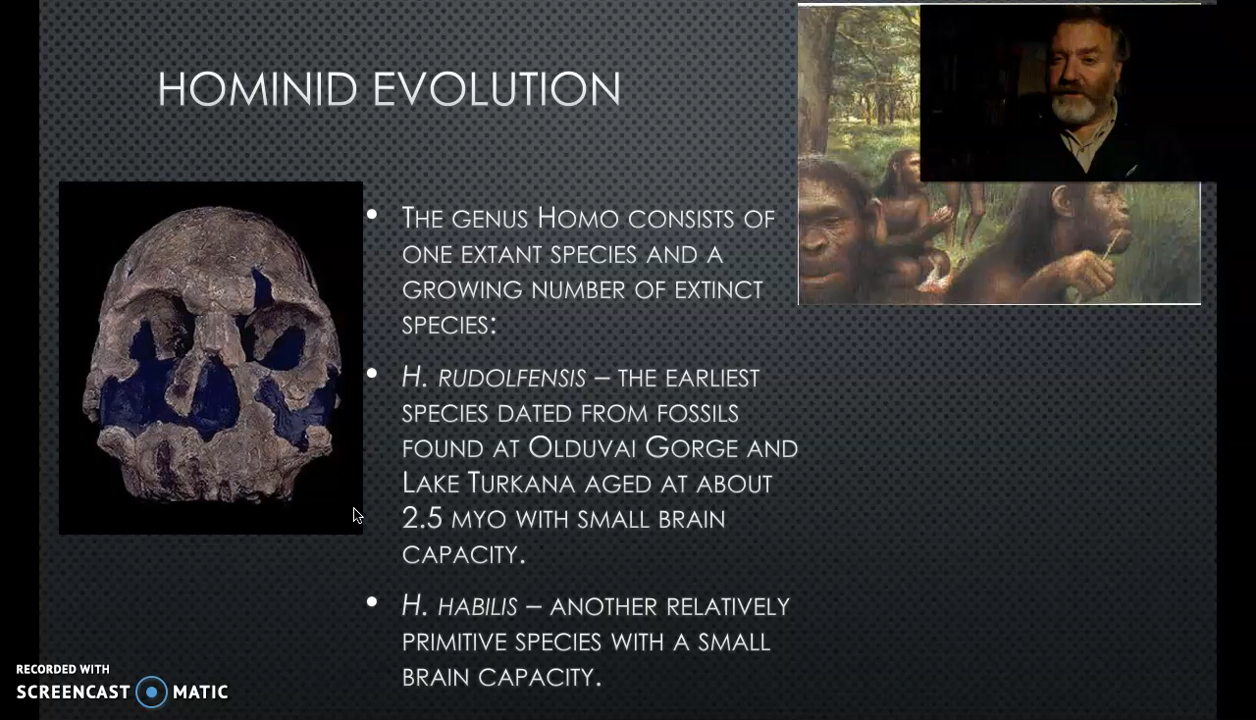 HOMINID EVOLUTION
• THE GENUS HOMO CONSISTS OF
ONE EXTANT SPECIES AND A
GROWING NUMBER OF EXTINCT
SPECIES:
• H. RUDOLFENSIS – THE EARLIEST
SPECIES DATED FROM FOSSILS
FOUND AT OLDUVAI GORGE AND
LAKE TURKANA AGED AT ABOUT
2.5 MYO WITH SMALL BRAIN
CAPACITY.
• H. HABILIS – ANOTHER RELATIVELY
PRIMITIVE SPECIES WITH A SMALL
BRAIN CAPACITY.
RECORDED WITH
SCREENCAST MATIC